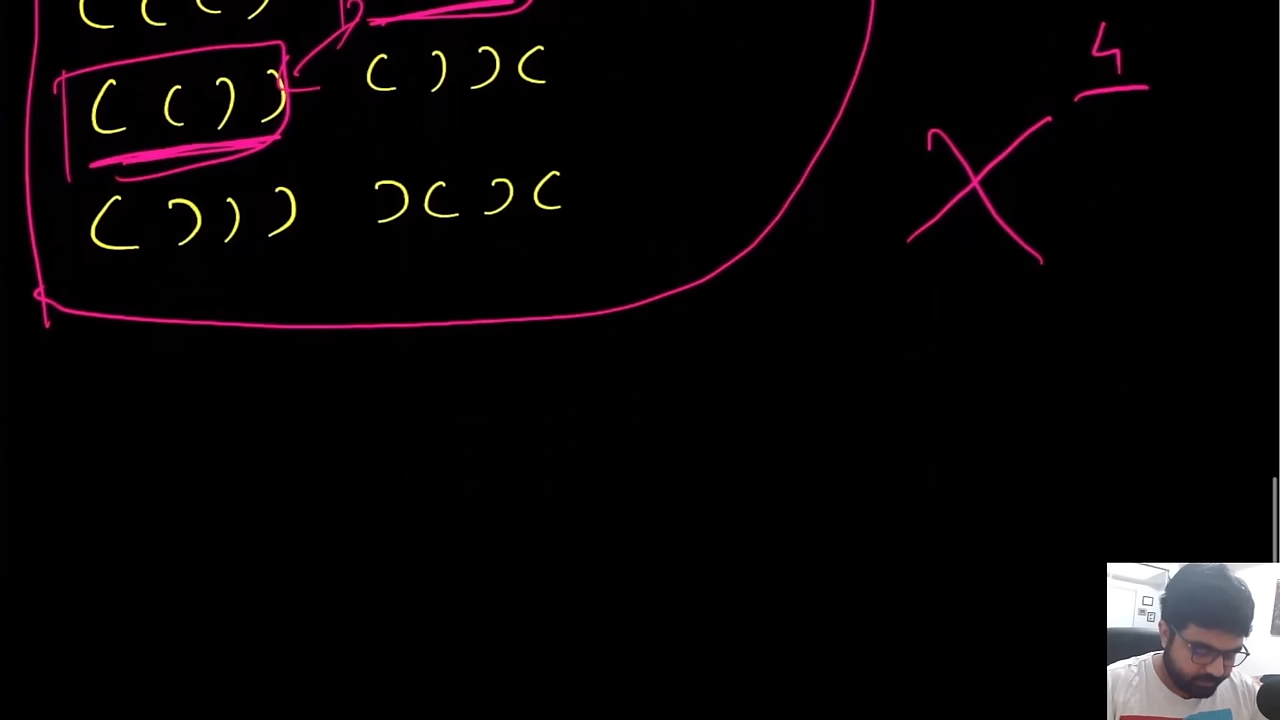 ( ( ) )   ( ) ) (
( ) ) )   ) ( ) (
X
4